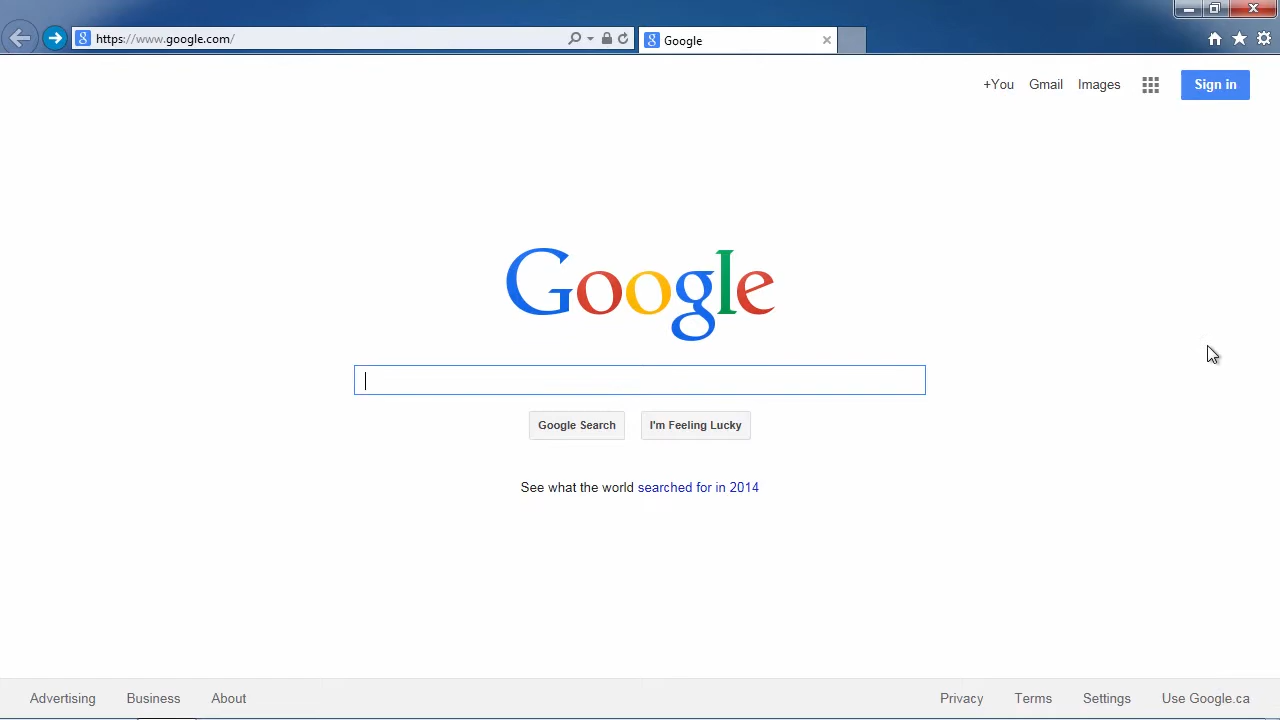 https://www.google.com/
Google
+You Gmail Images Sign in
Google
Google Search I'm Feeling Lucky
See what the world searched for in 2014
Advertising Business About Privacy Terms Settings Use Google.ca